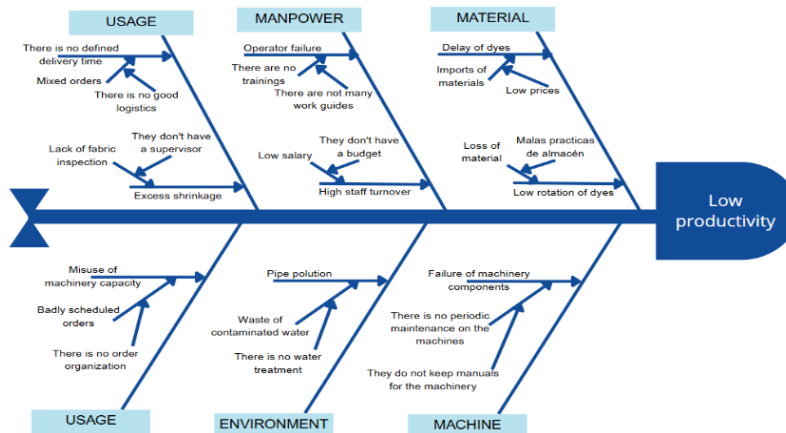 USAGE
MANPOWER
MATERIAL
There is no defined
delivery time
Mixed orders
There is no good
logistics
Operator failure
There are no
trainings
There are not many
work guides
Delay of dyes
Imports of
materials
Low prices
Lack of fabric
inspection
They don't have
a supervisor
Excess shrinkage
Low salary
They don't have
a budget
High staff turnover
Loss of
material
Malas practicas
de almacén
Low rotation of dyes
Low
productivity
Misuse of
machinery capacity
Badly scheduled
orders
There is no order
organization
Pipe polution
Waste of
contaminated water
There is no water
treatment
Failure of machinery
components
There is no periodic
maintenance on the
machines
They do not keep manuals
for the machinery
USAGE
ENVIRONMENT
MACHINE